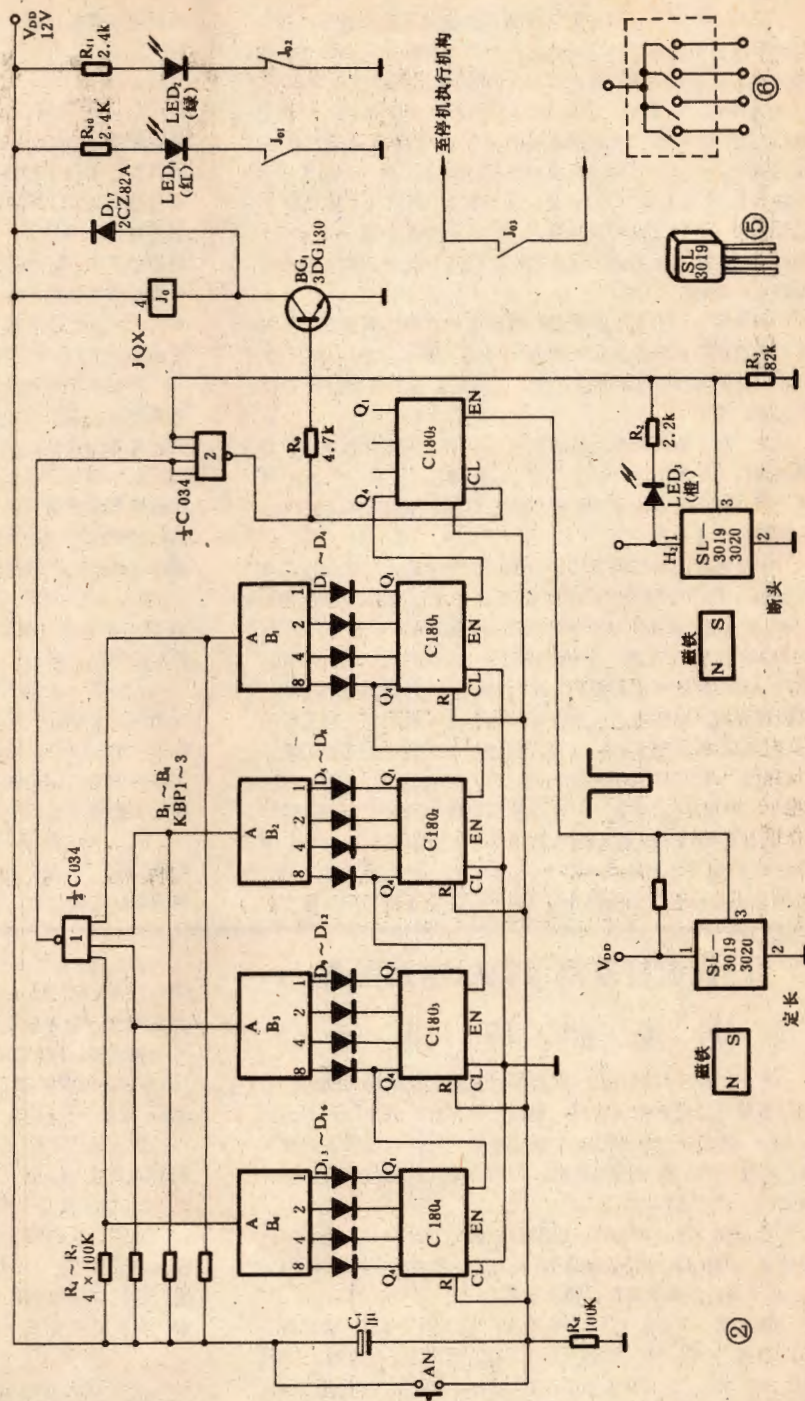 V_DD
12V
R₁₁
2.4k
LED₂
(绿)
J₀₂
R₁₀
2.4K
LED₁
(红)
J₀₁
D₁₇
2CZ82A
JQX—4
J₀
BG₁
3DG130
至停机执行机构
J₀₃
⑥
SL
3019
⑤
½C034
2
R₉
4.7k
Q₄
Q₁
C180₅
CL
EN
R₂
2.2k
LED₃
(橙)
R₃
82k
H₂
1
SL—
3019
3020
3
2
磁铁
N S
断头
½C034
1
B₁～B₄
KBP1～3
R₄～R₇
4×100K
A
B₄
8 4 2 1
D₁₃～D₁₆
Q₄
Q₁
C180₄
R
CL
EN
A
B₃
8 4 2 1
D₉～D₁₂
Q₄
Q₁
C180₃
R
CL
EN
A
B₂
8 4 2 1
D₅～D₈
Q₄
Q₁
C180₂
R
CL
EN
A
B₁
8 4 2 1
D₁～D₄
Q₄
Q₁
C180₁
R
CL
EN
C₁
1μ
AN
R₈
100K
②
V_DD
1
SL—
3019
3020
3
2
磁铁
N S
定长